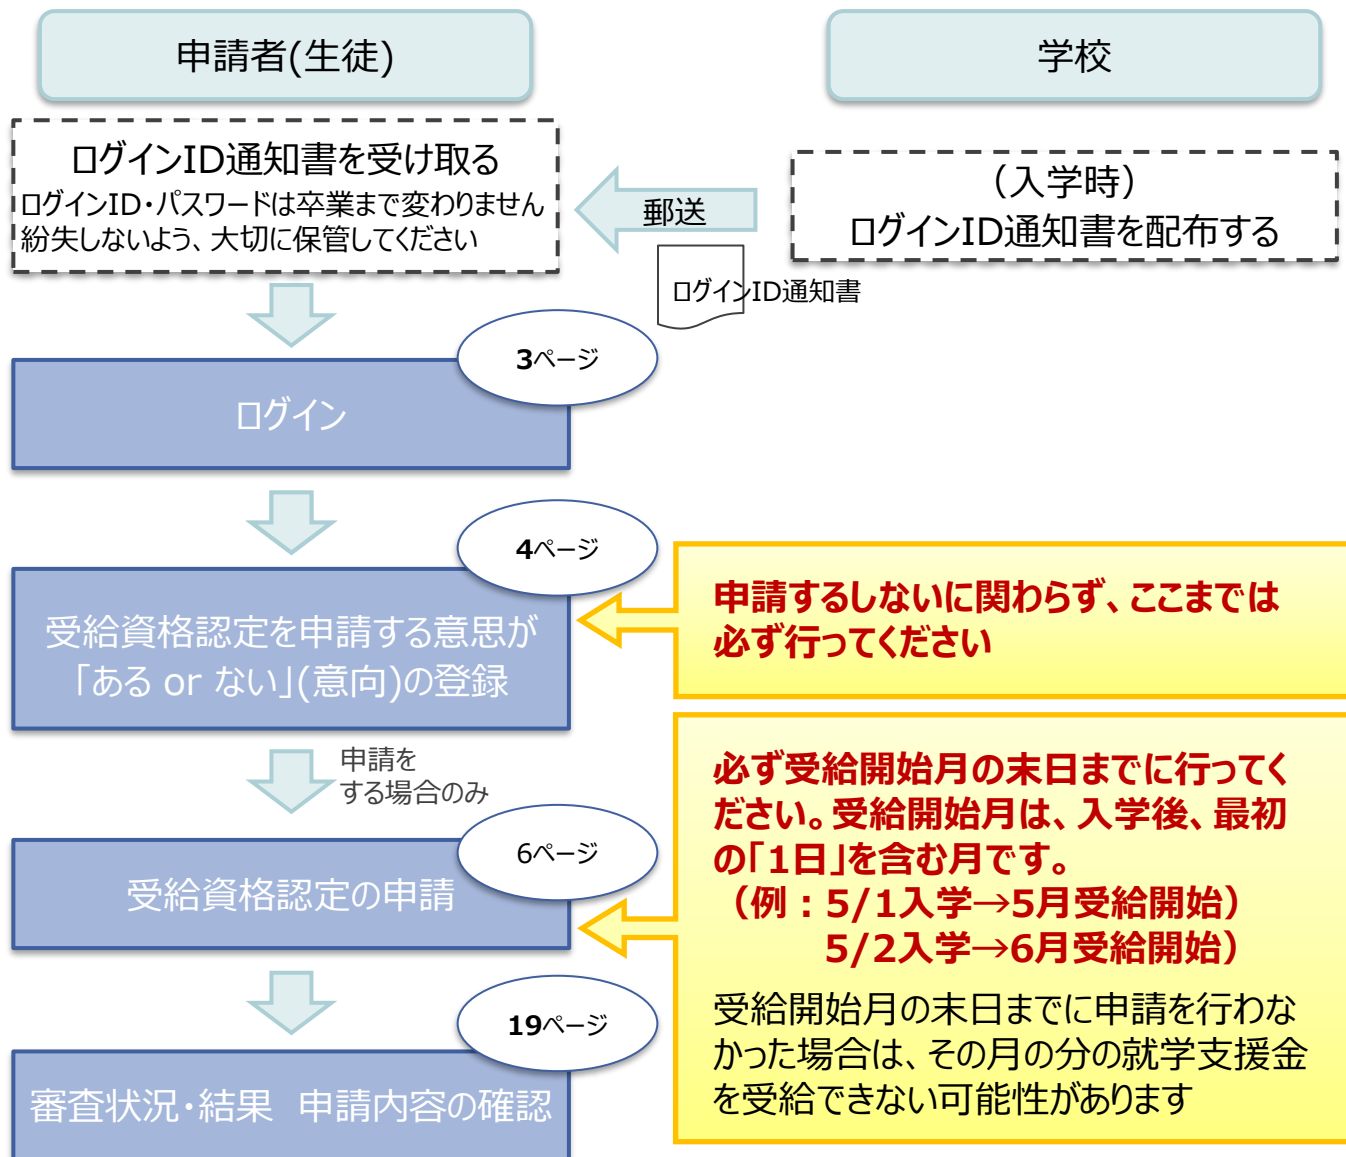 申請者(生徒)
学校
ログインID通知書を受け取る
ログインID・パスワードは卒業まで変わりません
紛失しないよう、大切に保管してください
郵送
（入学時）
ログインID通知書を配布する
ログインID通知書
3ページ
ログイン
4ページ
受給資格認定を申請する意思が
「ある or ない」(意向)の登録
申請するしないに関わらず、ここまでは
必ず行ってください
申請を
する場合のみ
6ページ
受給資格認定の申請
必ず受給開始月の末日までに行ってく
ださい。受給開始月は、入学後、最初
の「1日」を含む月です。
（例：5/1入学→5月受給開始）
5/2入学→6月受給開始）
受給開始月の末日までに申請を行わな
かった場合は、その月の分の就学支援金
を受給できない可能性があります
19ページ
審査状況・結果　申請内容の確認